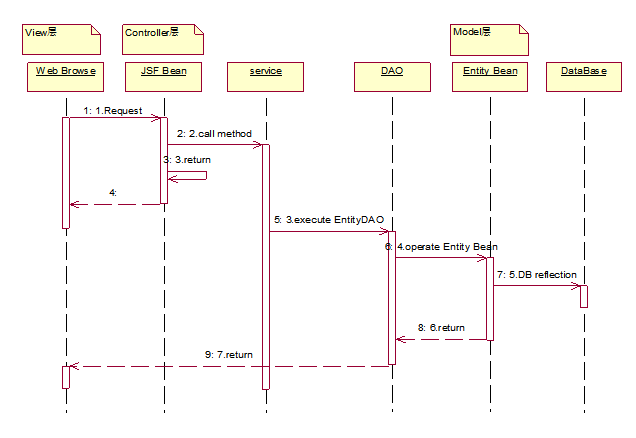 View层
Controller层
Model层
Web Browse
JSF Bean
service
DAO
Entity Bean
DataBase
1: 1.Request
2: 2.call method
3: 3.return
4:
5: 3.execute EntityDAO
6: 4.operate Entity Bean
7: 5.DB reflection
8: 6.return
9: 7.return